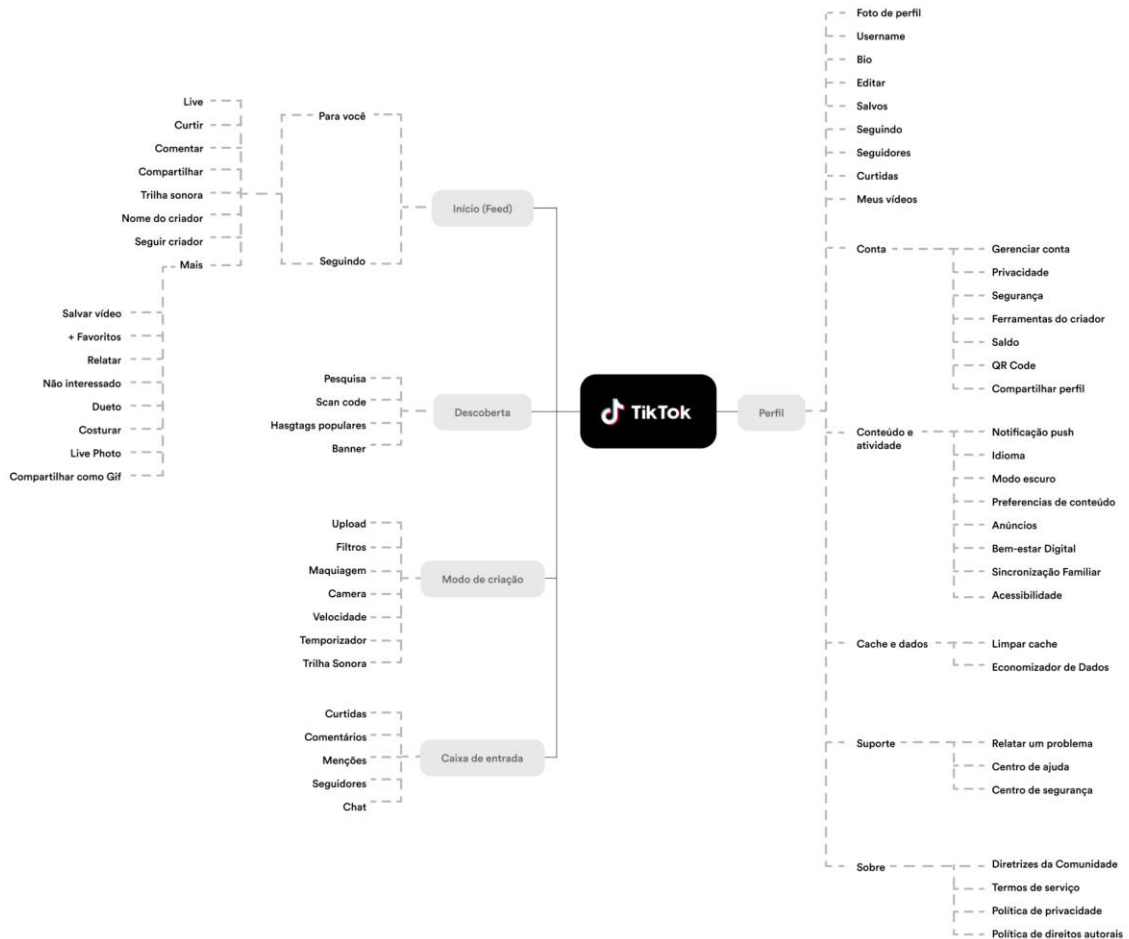 Live
Curtir
Comentar
Compartilhar
Trilha sonora
Nome do criador
Seguir criador
Mais
Salvar vídeo
+ Favoritos
Relatar
Não interessado
Dueto
Costurar
Live Photo
Compartilhar como Gif
Para você
Seguindo
Início (Feed)
Pesquisa
Scan code
Hasgtags populares
Banner
Descoberta
Upload
Filtros
Maquiagem
Camera
Velocidade
Temporizador
Trilha Sonora
Modo de criação
Curtidas
Comentários
Menções
Seguidores
Chat
Caixa de entrada
TikTok
Perfil
Foto de perfil
Username
Bio
Editar
Salvos
Seguindo
Seguidores
Curtidas
Meus vídeos
Conta
Gerenciar conta
Privacidade
Segurança
Ferramentas do criador
Saldo
QR Code
Compartilhar perfil
Conteúdo e
atividade
Notificação push
Idioma
Modo escuro
Preferencias de conteúdo
Anúncios
Bem-estar Digital
Sincronização Familiar
Acessibilidade
Cache e dados
Limpar cache
Economizador de Dados
Suporte
Relatar um problema
Centro de ajuda
Centro de segurança
Sobre
Diretrizes da Comunidade
Termos de serviço
Política de privacidade
Política de direitos autorais